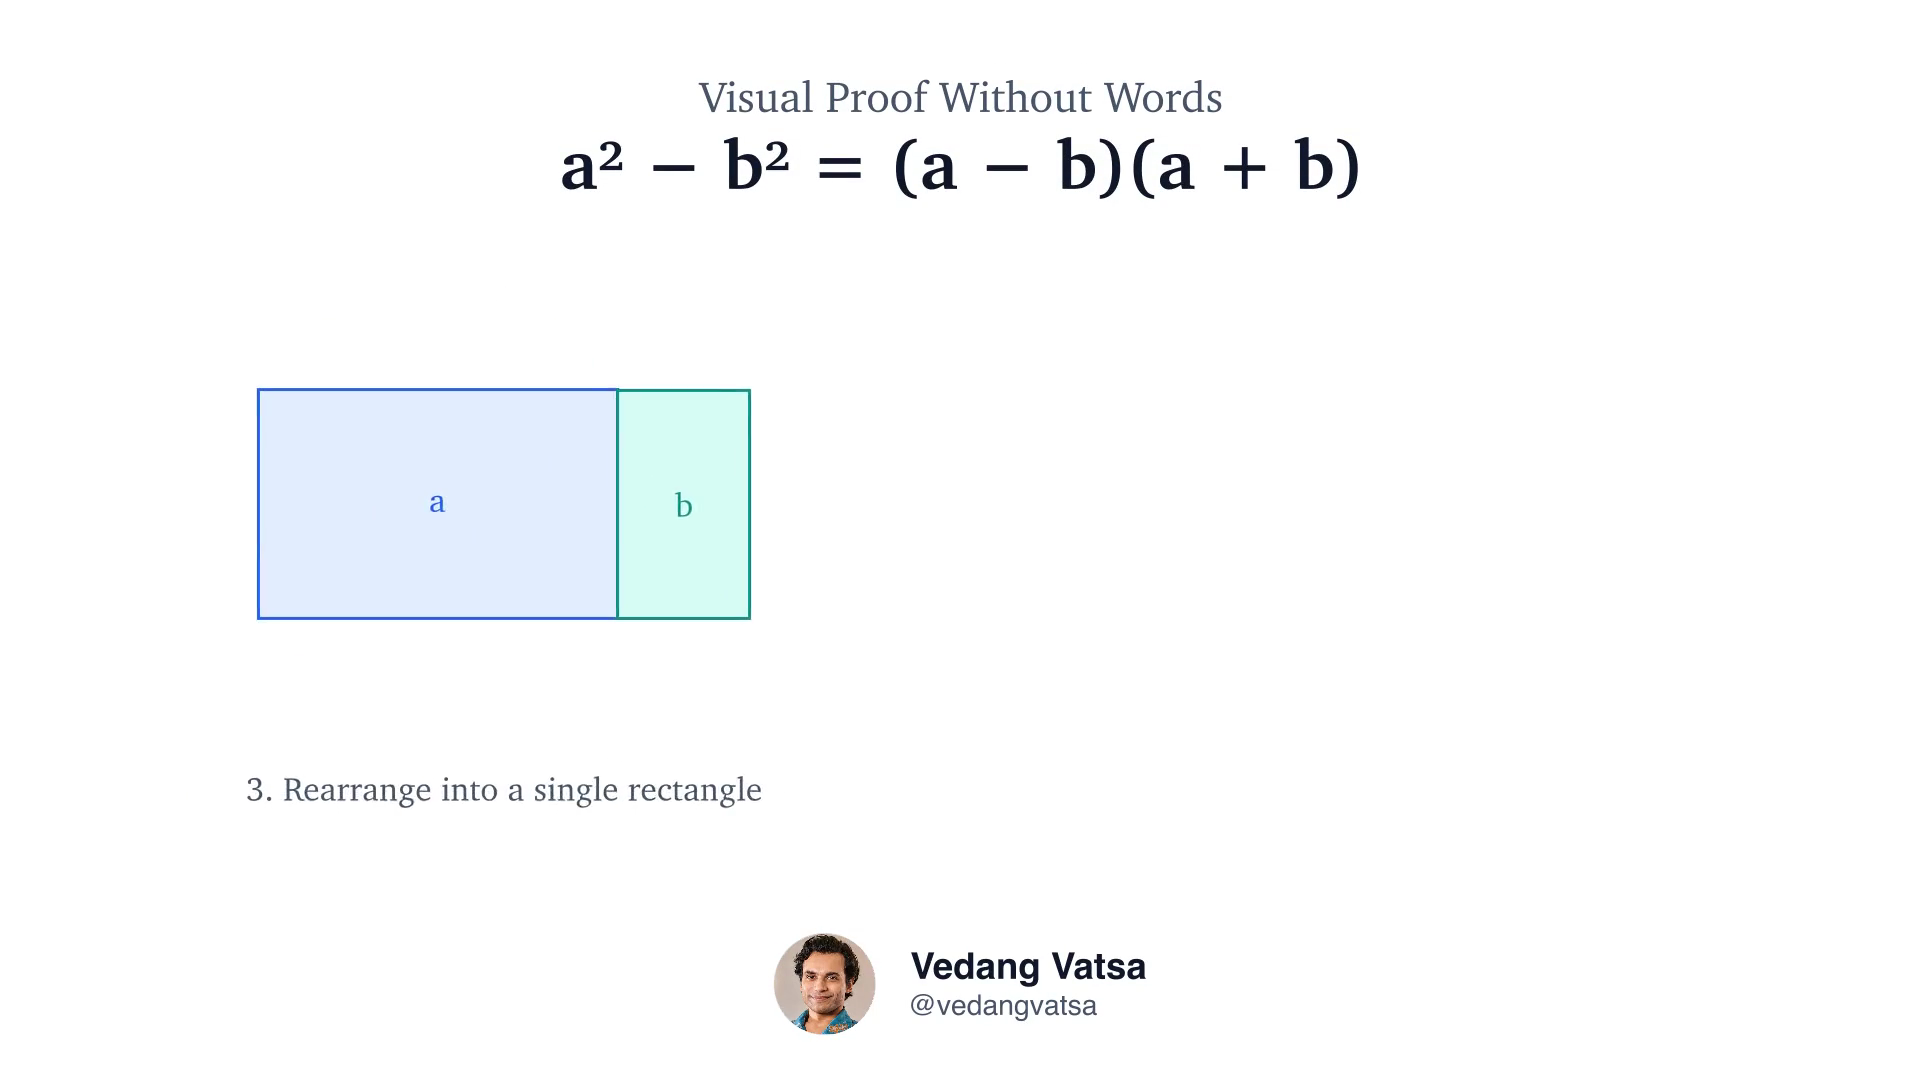 Visual Proof Without Words
a² − b² = (a − b)(a + b)
a
b
3. Rearrange into a single rectangle
Vedang Vatsa
@vedangvatsa